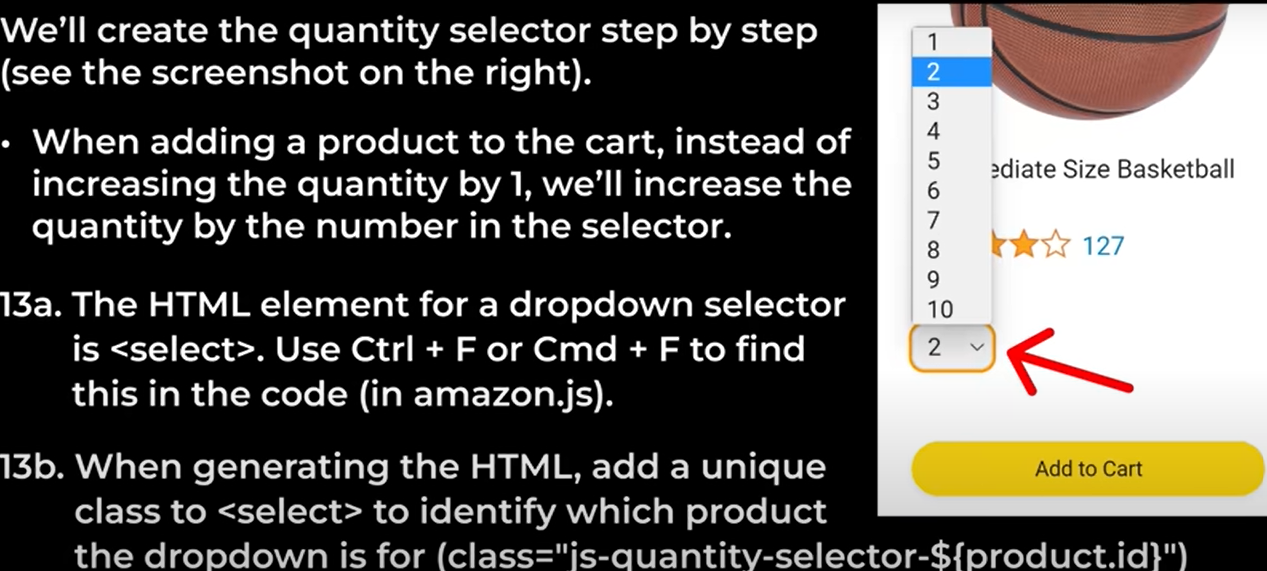 We'll create the quantity selector step by step
(see the screenshot on the right).
• When adding a product to the cart, instead of
increasing the quantity by 1, we'll increase the
quantity by the number in the selector.
13a. The HTML element for a dropdown selector
is <select>. Use Ctrl + F or Cmd + F to find
this in the code (in amazon.js).
13b. When generating the HTML, add a unique
class to <select> to identify which product
the dropdown is for (class="js-quantity-selector-${product.id}")
1
2
3
4
5
6
7
8
9
10
ediate Size Basketball
127
2
Add to Cart